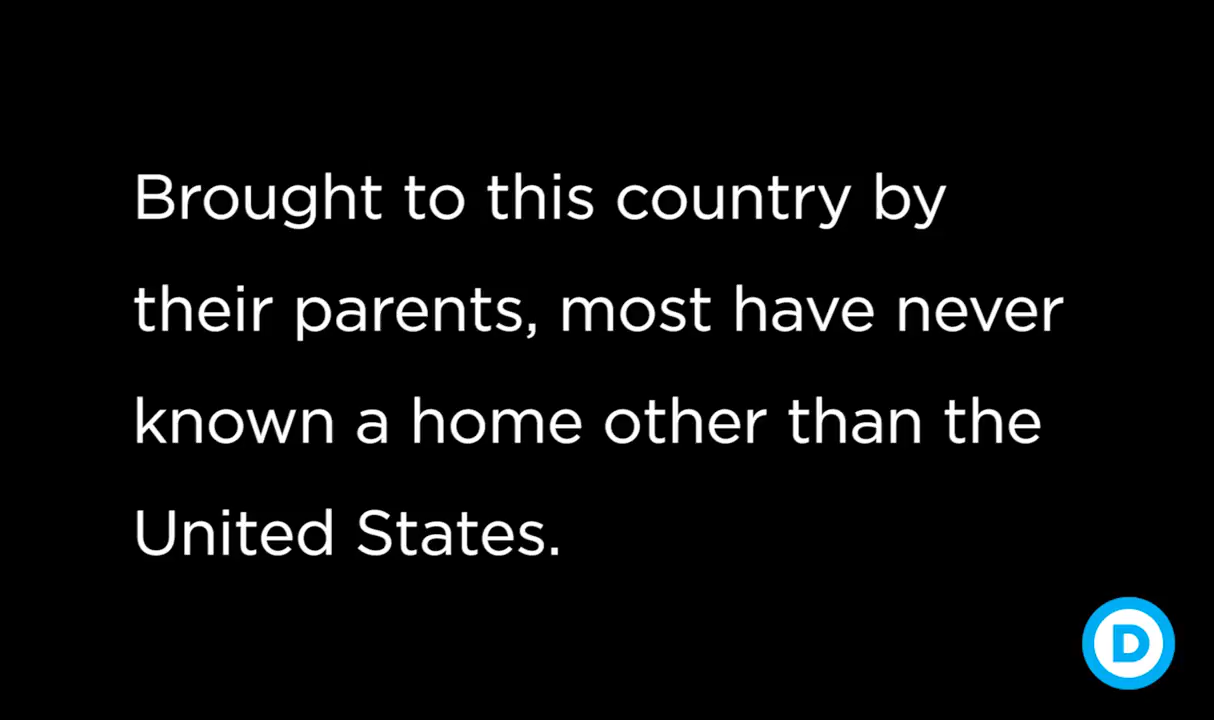 Brought to this country by
their parents, most have never
known a home other than the
United States.
D